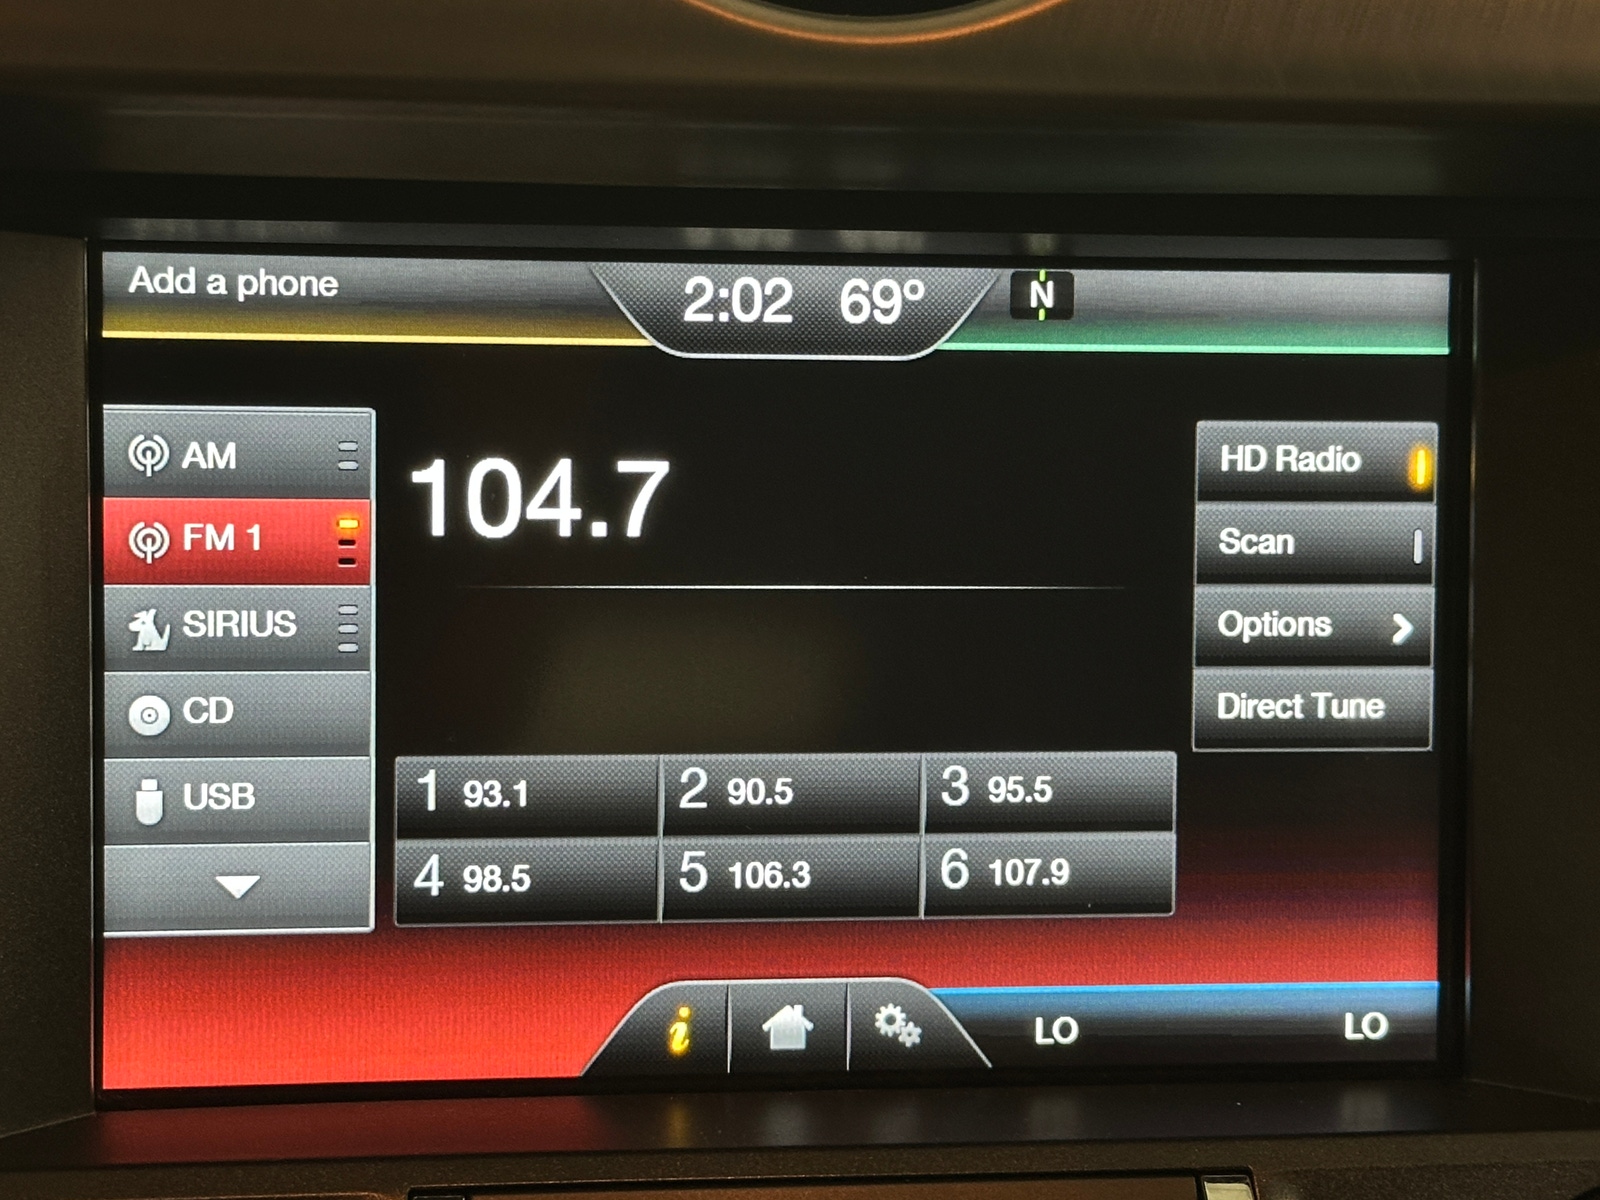 Add a phone
2:02 69°
N
AM
FM 1
SIRIUS
CD
USB
104.7
HD Radio
Scan
Options
Direct Tune
1 93.1
2 90.5
3 95.5
4 98.5
5 106.3
6 107.9
i
LO
LO